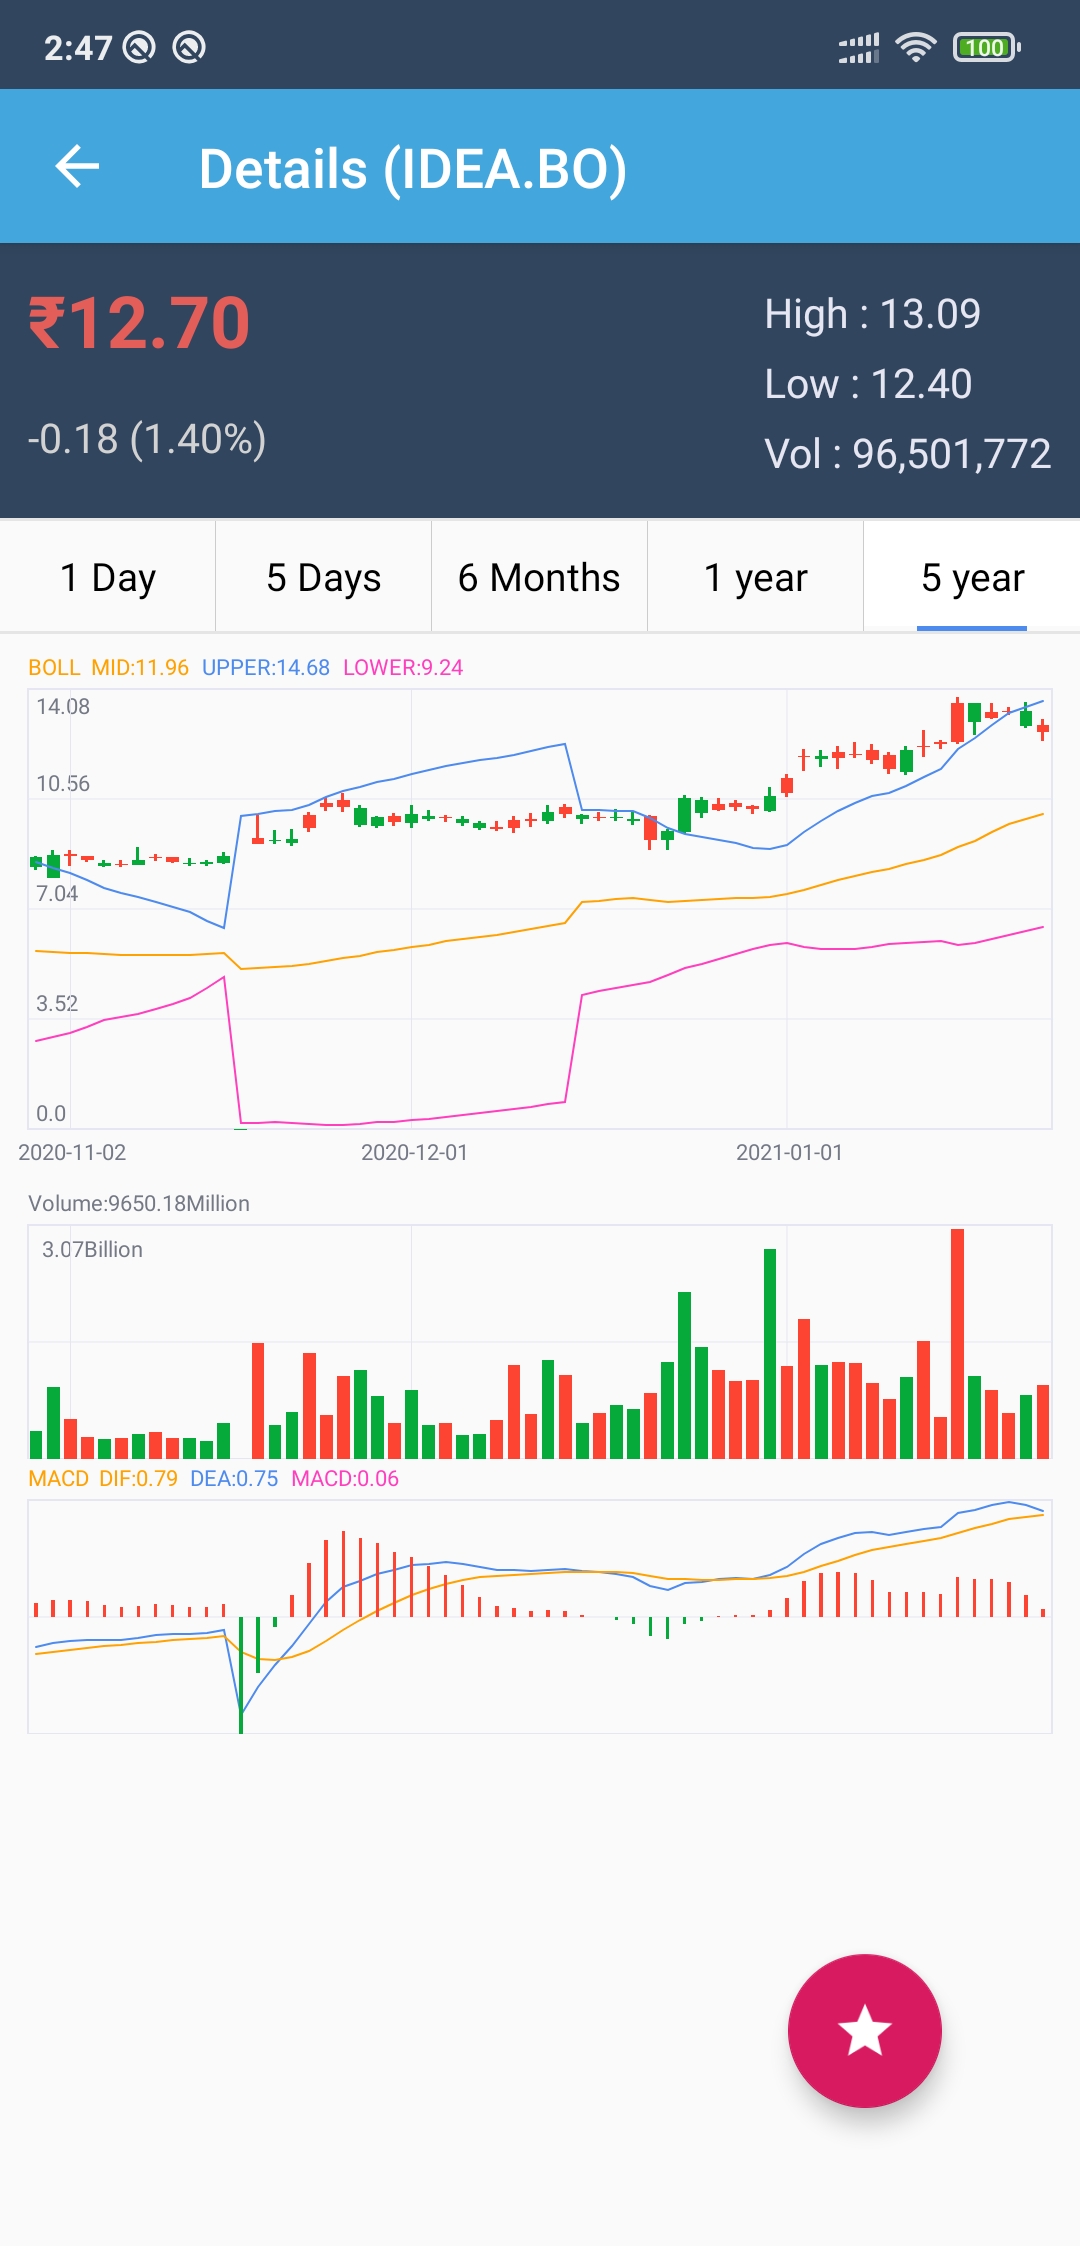 2:47
100
Details (IDEA.BO)
₹12.70
-0.18 (1.40%)
High : 13.09
Low : 12.40
Vol : 96,501,772
1 Day 5 Days 6 Months 1 year 5 year
BOLL MID:11.96 UPPER:14.68 LOWER:9.24
14.08
10.56
7.04
3.52
0.0
2020-11-02 2020-12-01 2021-01-01
Volume:9650.18Million
3.07Billion
MACD DIF:0.79 DEA:0.75 MACD:0.06